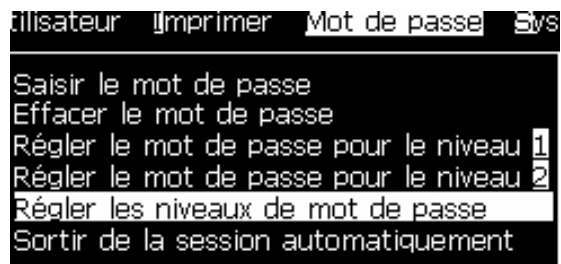 tilisateur Imprimer Mot de passe Sys
Saisir le mot de passe
Effacer le mot de passe
Régler le mot de passe pour le niveau 1
Régler le mot de passe pour le niveau 2
Régler les niveaux de mot de passe
Sortir de la session automatiquement